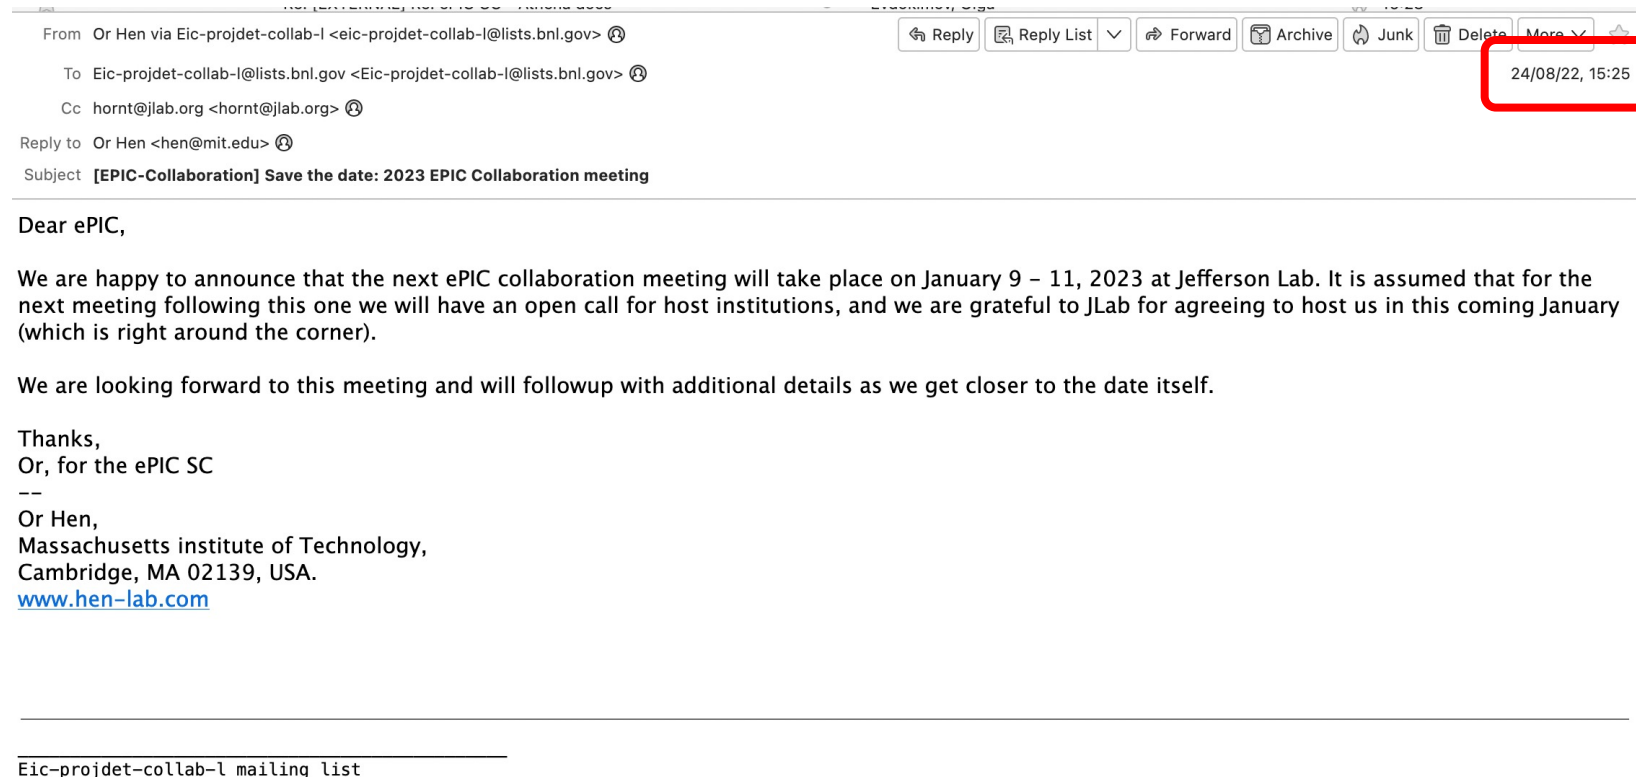 From Or Hen via Eic-projdet-collab-l <eic-projdet-collab-l@lists.bnl.gov>
Reply Reply List Forward Archive Junk Delete More
To Eic-projdet-collab-l@lists.bnl.gov <Eic-projdet-collab-l@lists.bnl.gov>
24/08/22, 15:25
Cc hornt@jlab.org <hornt@jlab.org>
Reply to Or Hen <hen@mit.edu>
Subject [EPIC-Collaboration] Save the date: 2023 EPIC Collaboration meeting
Dear ePIC,
We are happy to announce that the next ePIC collaboration meeting will take place on January 9 – 11, 2023 at Jefferson Lab. It is assumed that for the
next meeting following this one we will have an open call for host institutions, and we are grateful to JLab for agreeing to host us in this coming January
(which is right around the corner).
We are looking forward to this meeting and will followup with additional details as we get closer to the date itself.
Thanks,
Or, for the ePIC SC
--
Or Hen,
Massachusetts institute of Technology,
Cambridge, MA 02139, USA.
www.hen-lab.com
Eic-projdet-collab-l mailing list